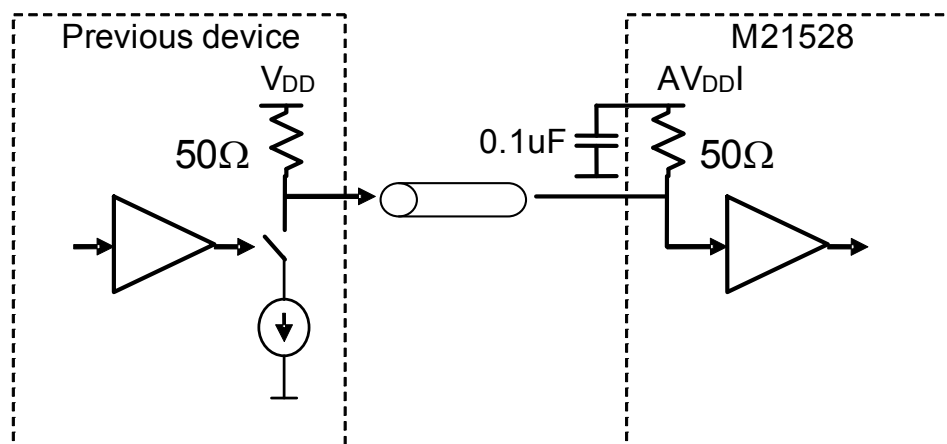 Previous device
M21528
VDD
AVDDI
0.1uF
50Ω
50Ω